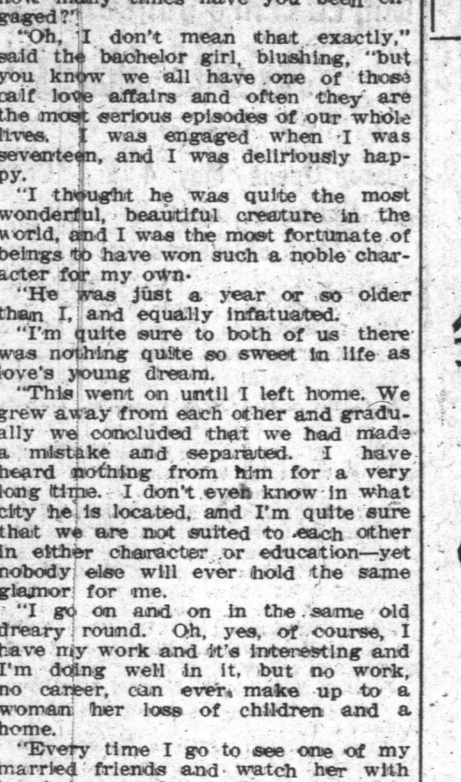 now many times have you been en-
gaged?"
"Oh, I don't mean that exactly,"
said the bachelor girl, blushing, "but
you know we all have one of those
calf love affairs and often they are
the most serious episodes of our whole
lives. I was engaged when I was
seventeen, and I was deliriously hap-
py.
"I thought he was quite the most
wonderful, beautiful creature in the
world, and I was the most fortunate of
beings to have won such a noble char-
acter for my own.
"He was just a year or so older
than I, and equally infatuated.
"I'm quite sure to both of us there
was nothing quite so sweet in life as
love's young dream.
"This went on until I left home. We
grew away from each other and gradu-
ally we concluded that we had made
a mistake and separated. I have
heard nothing from him for a very
long time. I don't even know in what
city he is located, and I'm quite sure
that we are not suited to each other
in either character or education—yet
nobody else will ever hold the same
glamor for me.
"I go on and on in the same old
dreary round. Oh, yes, of course, I
have my work and it's interesting and
I'm doing well in it, but no work,
no career, can ever make up to a
woman her loss of children and a
home.
"Every time I go to see one of my
married friends and watch her with